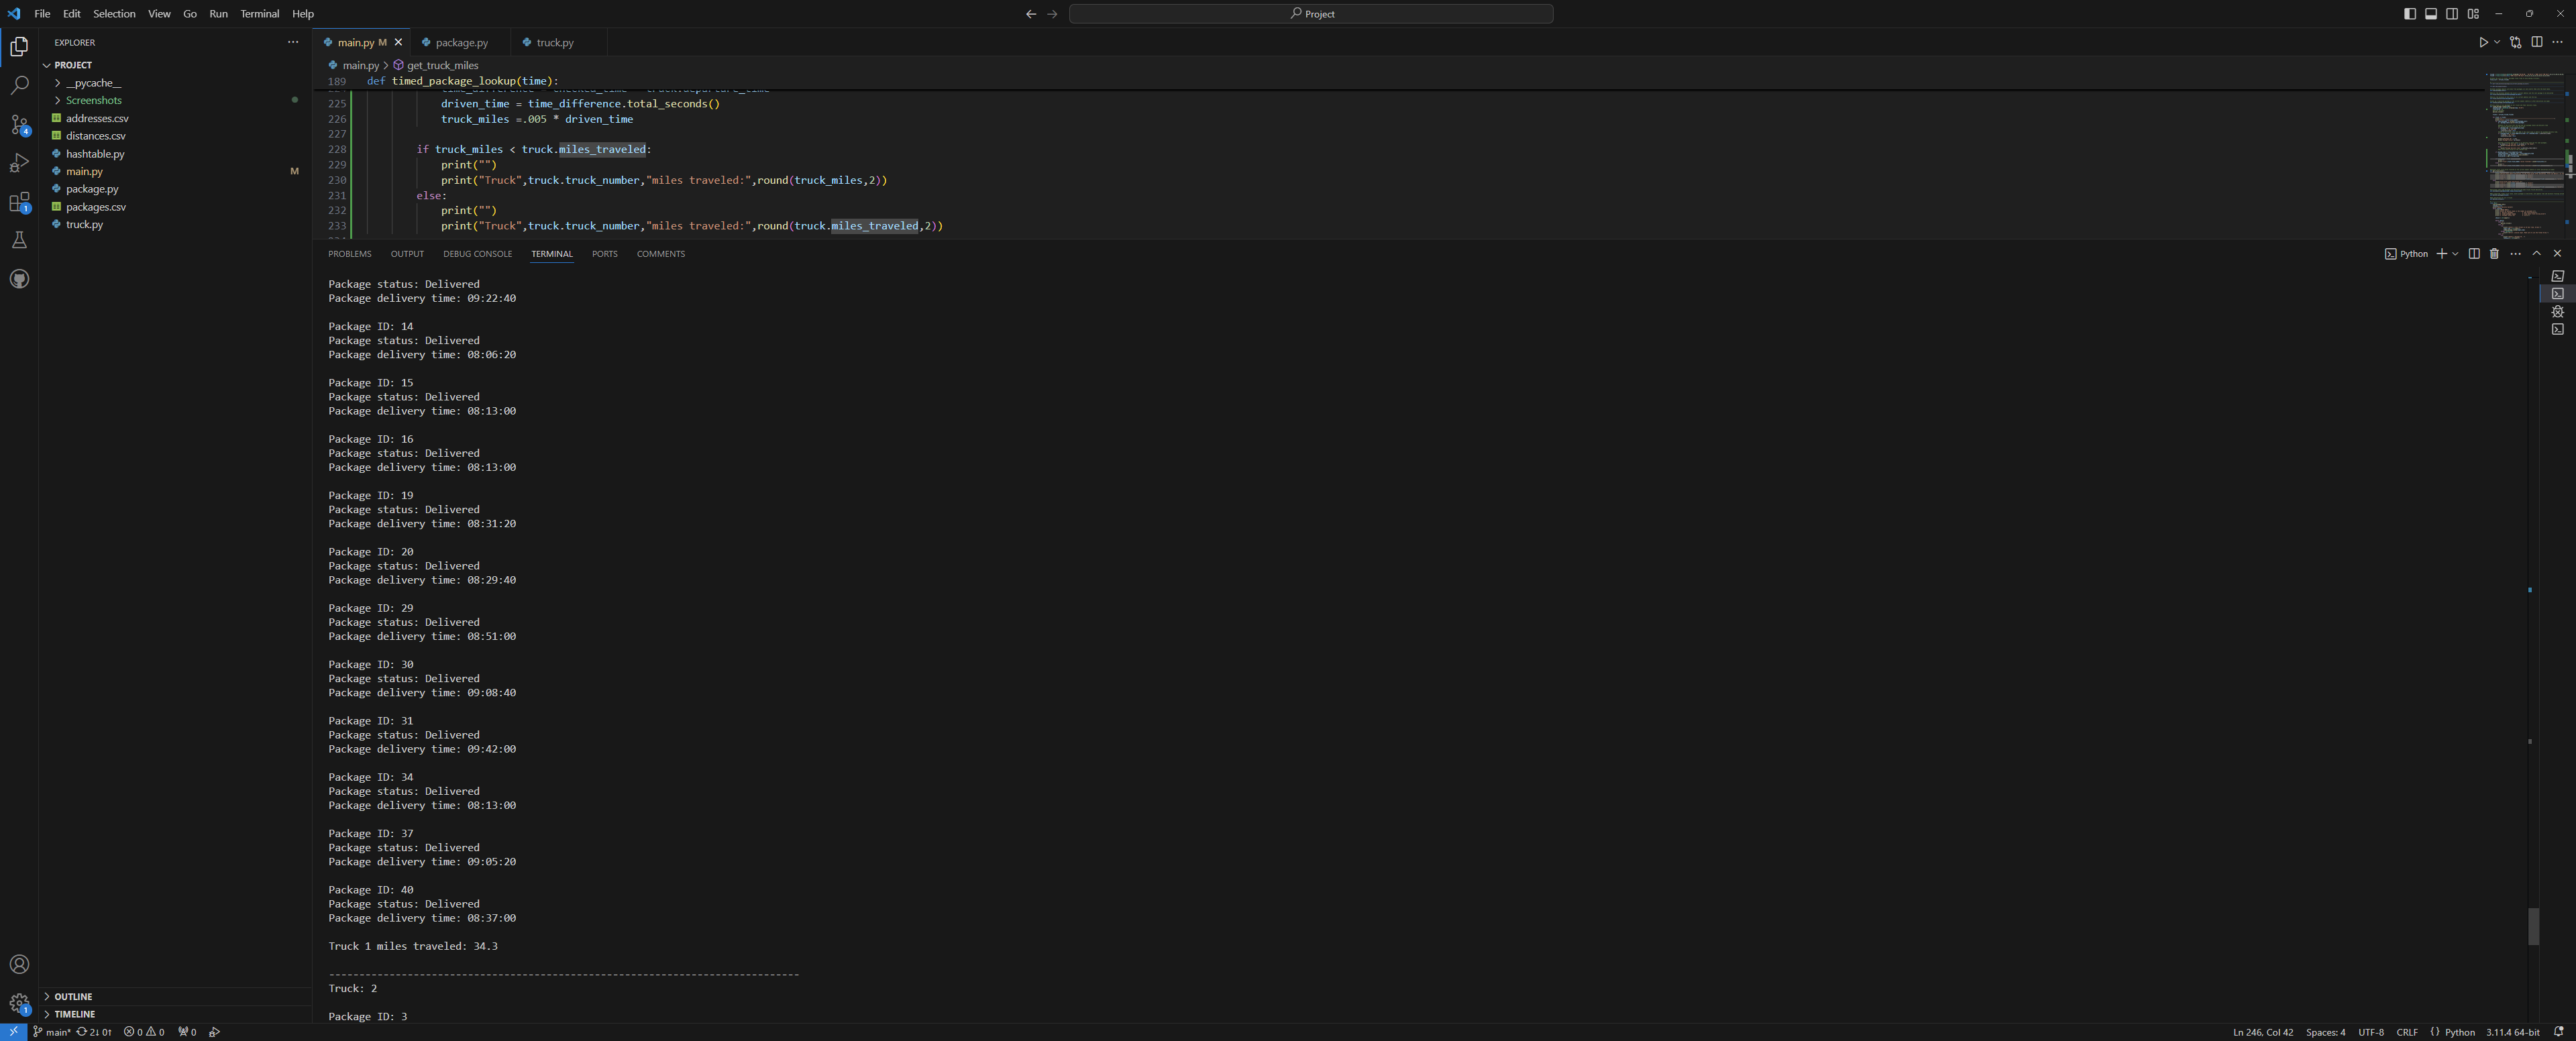 File Edit Selection View Go Run Terminal Help
Project
EXPLORER
PROJECT
__pycache__
Screenshots
addresses.csv
distances.csv
hashtable.py
main.py M
package.py
packages.csv
truck.py
OUTLINE
TIMELINE
4
1
1
main.py M package.py truck.py
main.py > get_truck_miles
189 def timed_package_lookup(time):
225 driven_time = time_difference.total_seconds()
226 truck_miles =.005 * driven_time
227
228 if truck_miles < truck.miles_traveled:
229 print("")
230 print("Truck",truck.truck_number,"miles traveled:",round(truck_miles,2))
231 else:
232 print("")
233 print("Truck",truck.truck_number,"miles traveled:",round(truck.miles_traveled,2))
PROBLEMS OUTPUT DEBUG CONSOLE TERMINAL PORTS COMMENTS
Python
Package status: Delivered
Package delivery time: 09:22:40
Package ID: 14
Package status: Delivered
Package delivery time: 08:06:20
Package ID: 15
Package status: Delivered
Package delivery time: 08:13:00
Package ID: 16
Package status: Delivered
Package delivery time: 08:13:00
Package ID: 19
Package status: Delivered
Package delivery time: 08:31:20
Package ID: 20
Package status: Delivered
Package delivery time: 08:29:40
Package ID: 29
Package status: Delivered
Package delivery time: 08:51:00
Package ID: 30
Package status: Delivered
Package delivery time: 09:08:40
Package ID: 31
Package status: Delivered
Package delivery time: 09:42:00
Package ID: 34
Package status: Delivered
Package delivery time: 08:13:00
Package ID: 37
Package status: Delivered
Package delivery time: 09:05:20
Package ID: 40
Package status: Delivered
Package delivery time: 08:37:00
Truck 1 miles traveled: 34.3
------------------------------------------------------------------------------
Truck: 2
Package ID: 3
main* 2↓ 0↑ 0 0 0
Ln 246, Col 42 Spaces: 4 UTF-8 CRLF {} Python 3.11.4 64-bit